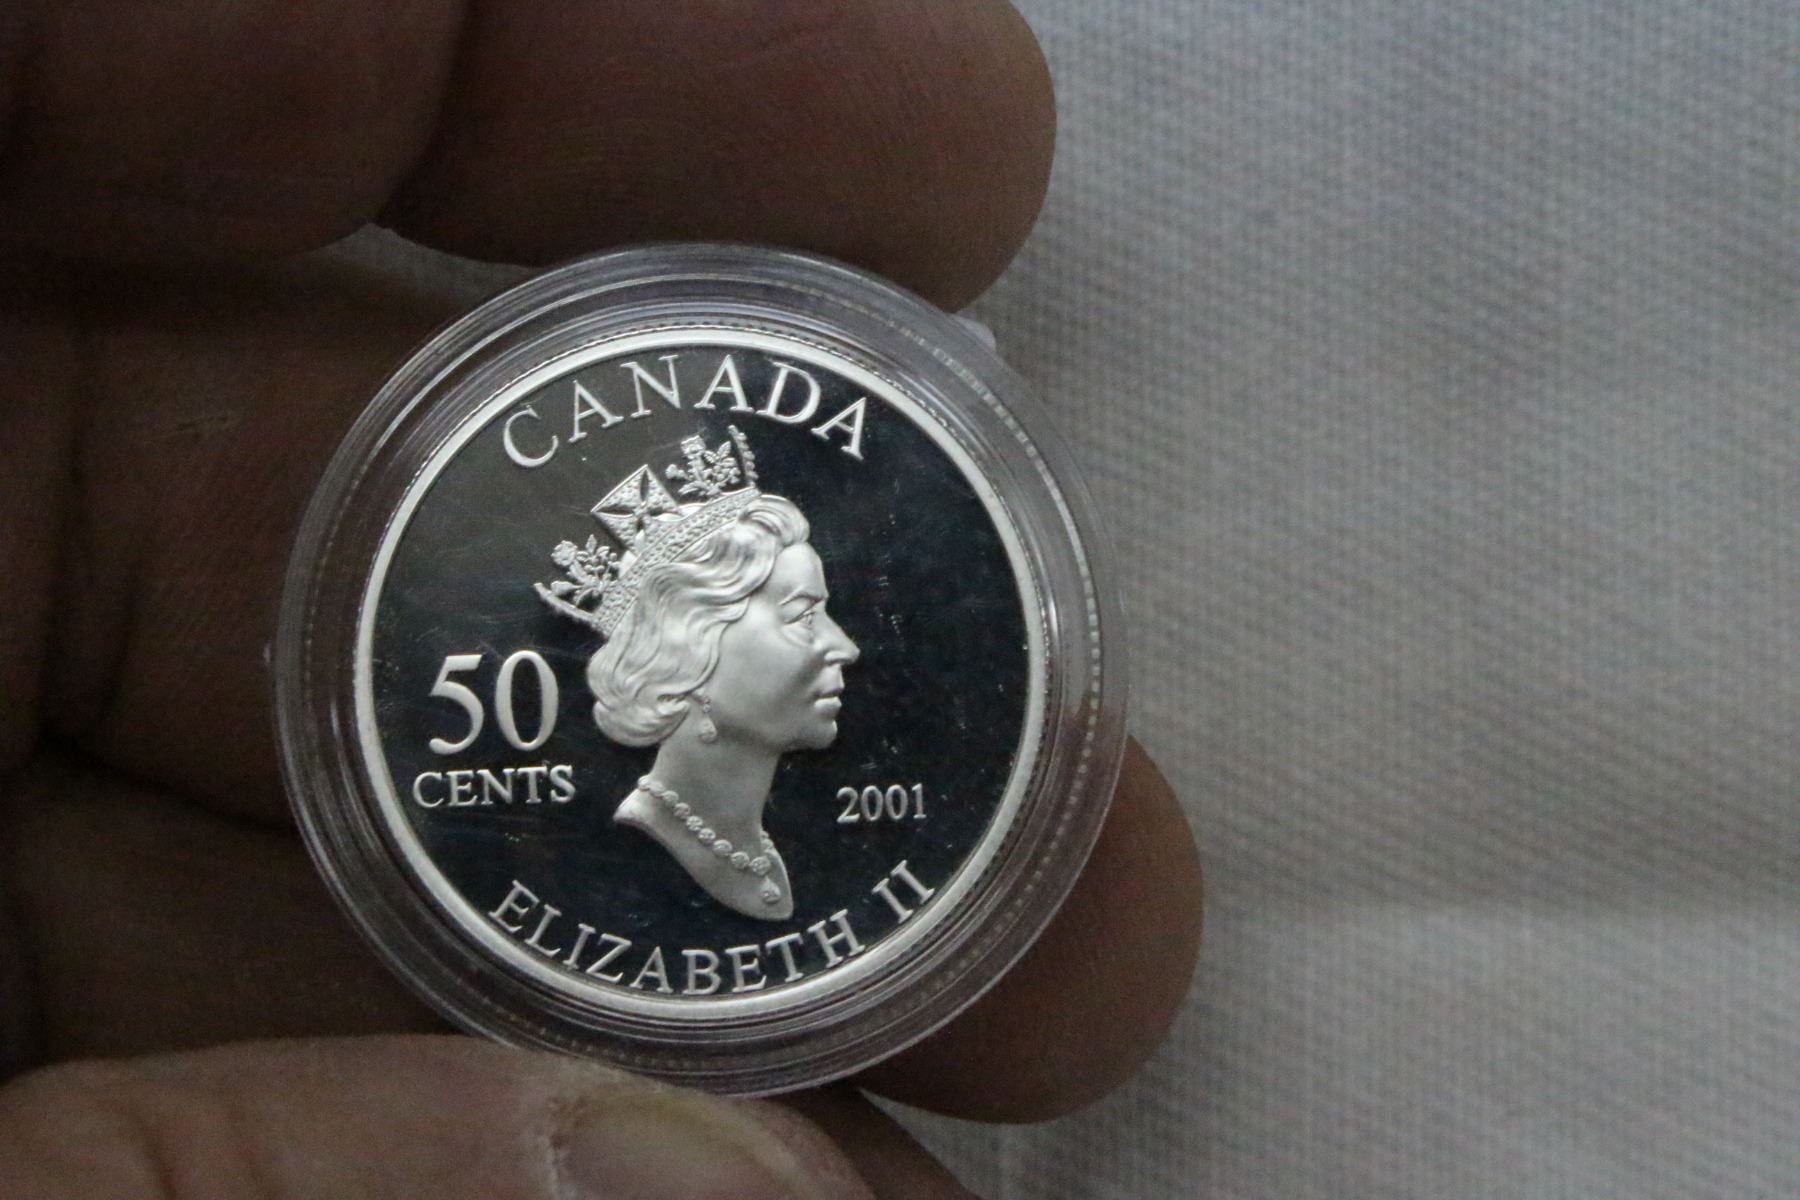 CANADA
50
CENTS
2001
ELIZABETH II